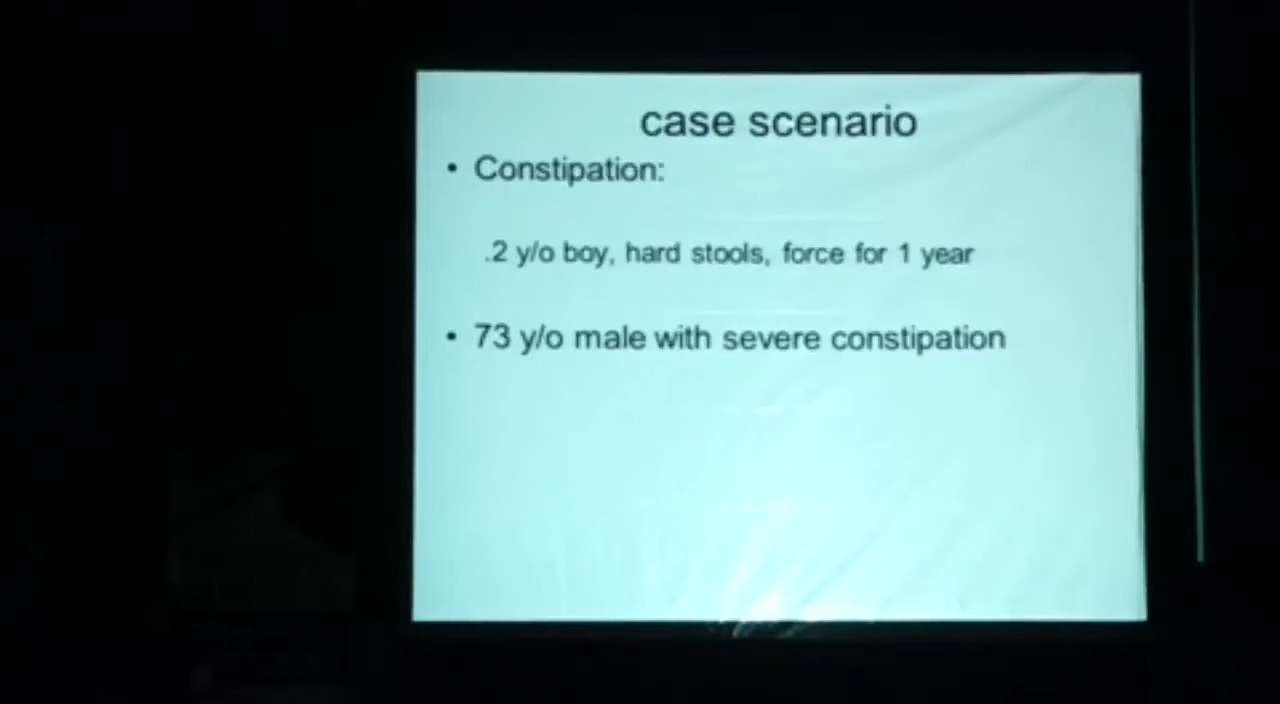 case scenario
• Constipation:
.2 y/o boy, hard stools, force for 1 year
• 73 y/o male with severe constipation